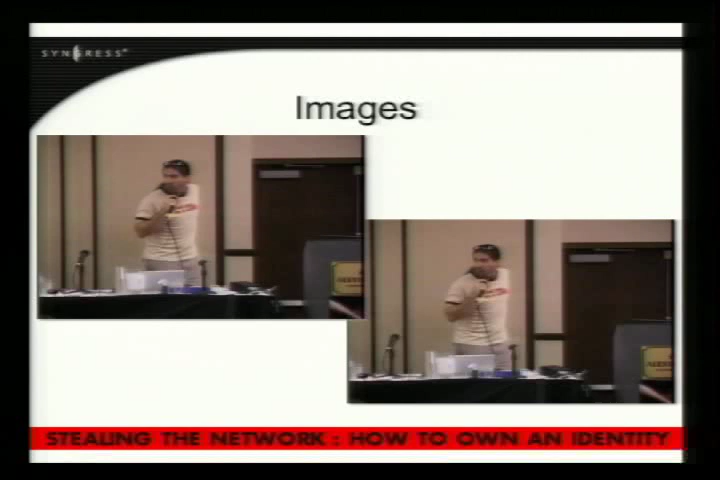 SYNGRESS
Images
STEALING THE NETWORK : HOW TO OWN AN IDENTITY